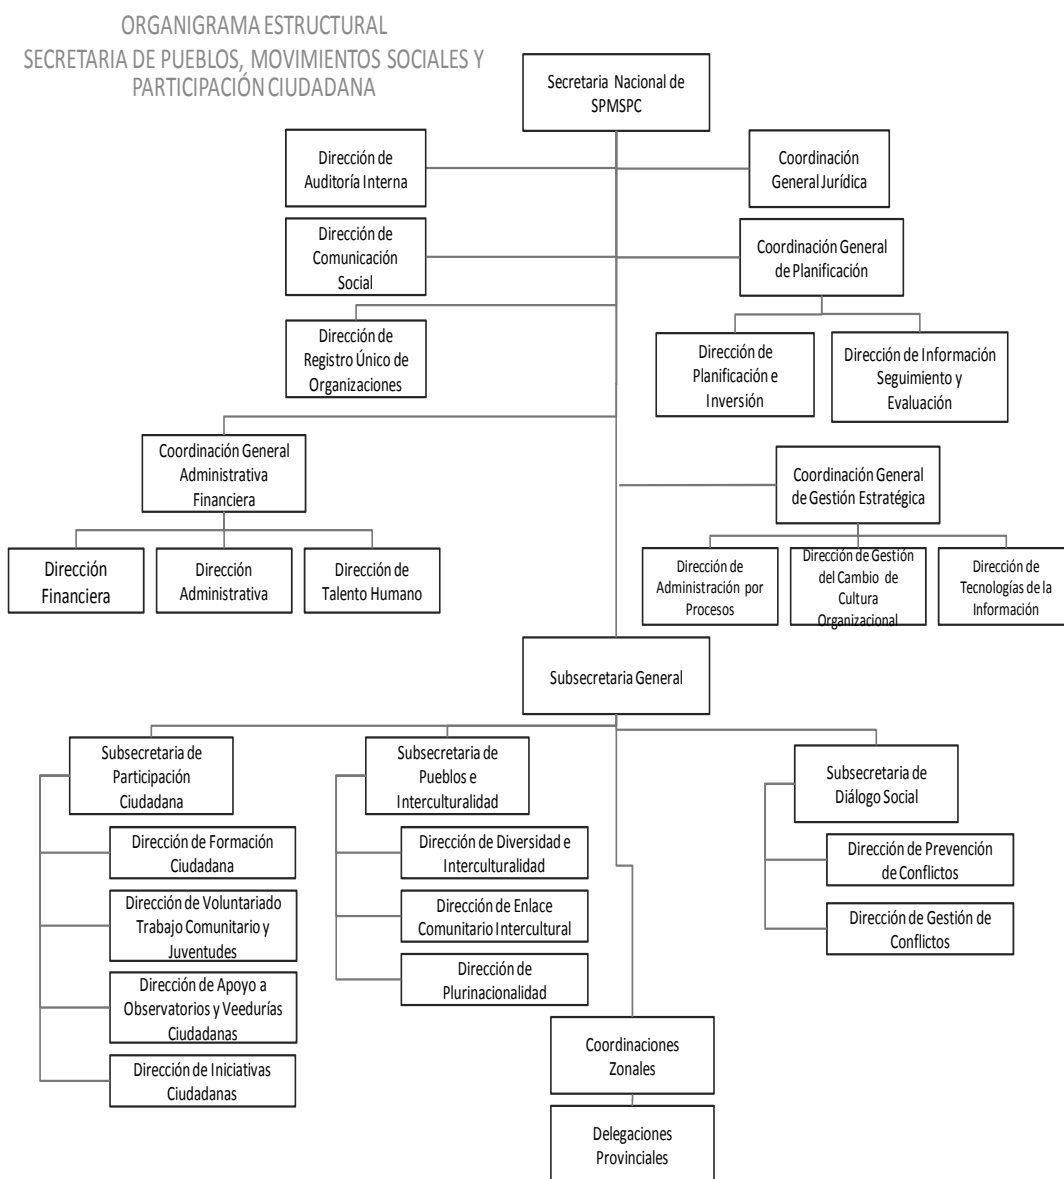 ORGANIGRAMA ESTRUCTURAL
SECRETARIA DE PUEBLOS, MOVIMIENTOS SOCIALES Y
PARTICIPACIÓN CIUDADANA
Secretaria Nacional de
SPMSPC
Dirección de
Auditoría Interna
Coordinación
General Jurídica
Dirección de
Comunicación
Social
Coordinación General
de Planificación
Dirección de
Registro Único de
Organizaciones
Dirección de
Planificación e
Inversión
Dirección de Información
Seguimiento y
Evaluación
Coordinación General
Administrativa
Financiera
Coordinación General
de Gestión Estratégica
Dirección
Financiera
Dirección
Administrativa
Dirección de
Talento Humano
Dirección de
Administración por
Procesos
Dirección de Gestión
del Cambio de
Cultura
Organizacional
Dirección de
Tecnologías de la
Información
Subsecretaria General
Subsecretaria de
Participación
Ciudadana
Subsecretaria de
Pueblos e
Interculturalidad
Subsecretaria de
Diálogo Social
Dirección de Formación
Ciudadana
Dirección de Voluntariado
Trabajo Comunitario y
Juventudes
Dirección de Apoyo a
Observatorios y Veedurías
Ciudadanas
Dirección de Iniciativas
Ciudadanas
Dirección de Diversidad e
Interculturalidad
Dirección de Enlace
Comunitario Intercultural
Dirección de
Plurinacionalidad
Dirección de Prevención
de Conflictos
Dirección de Gestión de
Conflictos
Coordinaciones
Zonales
Delegaciones
Provinciales